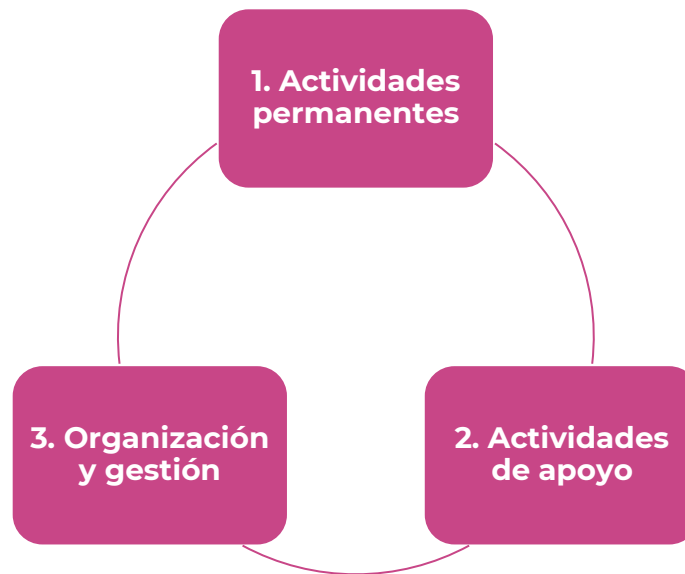 1. Actividades
permanentes
3. Organización
y gestión
2. Actividades
de apoyo